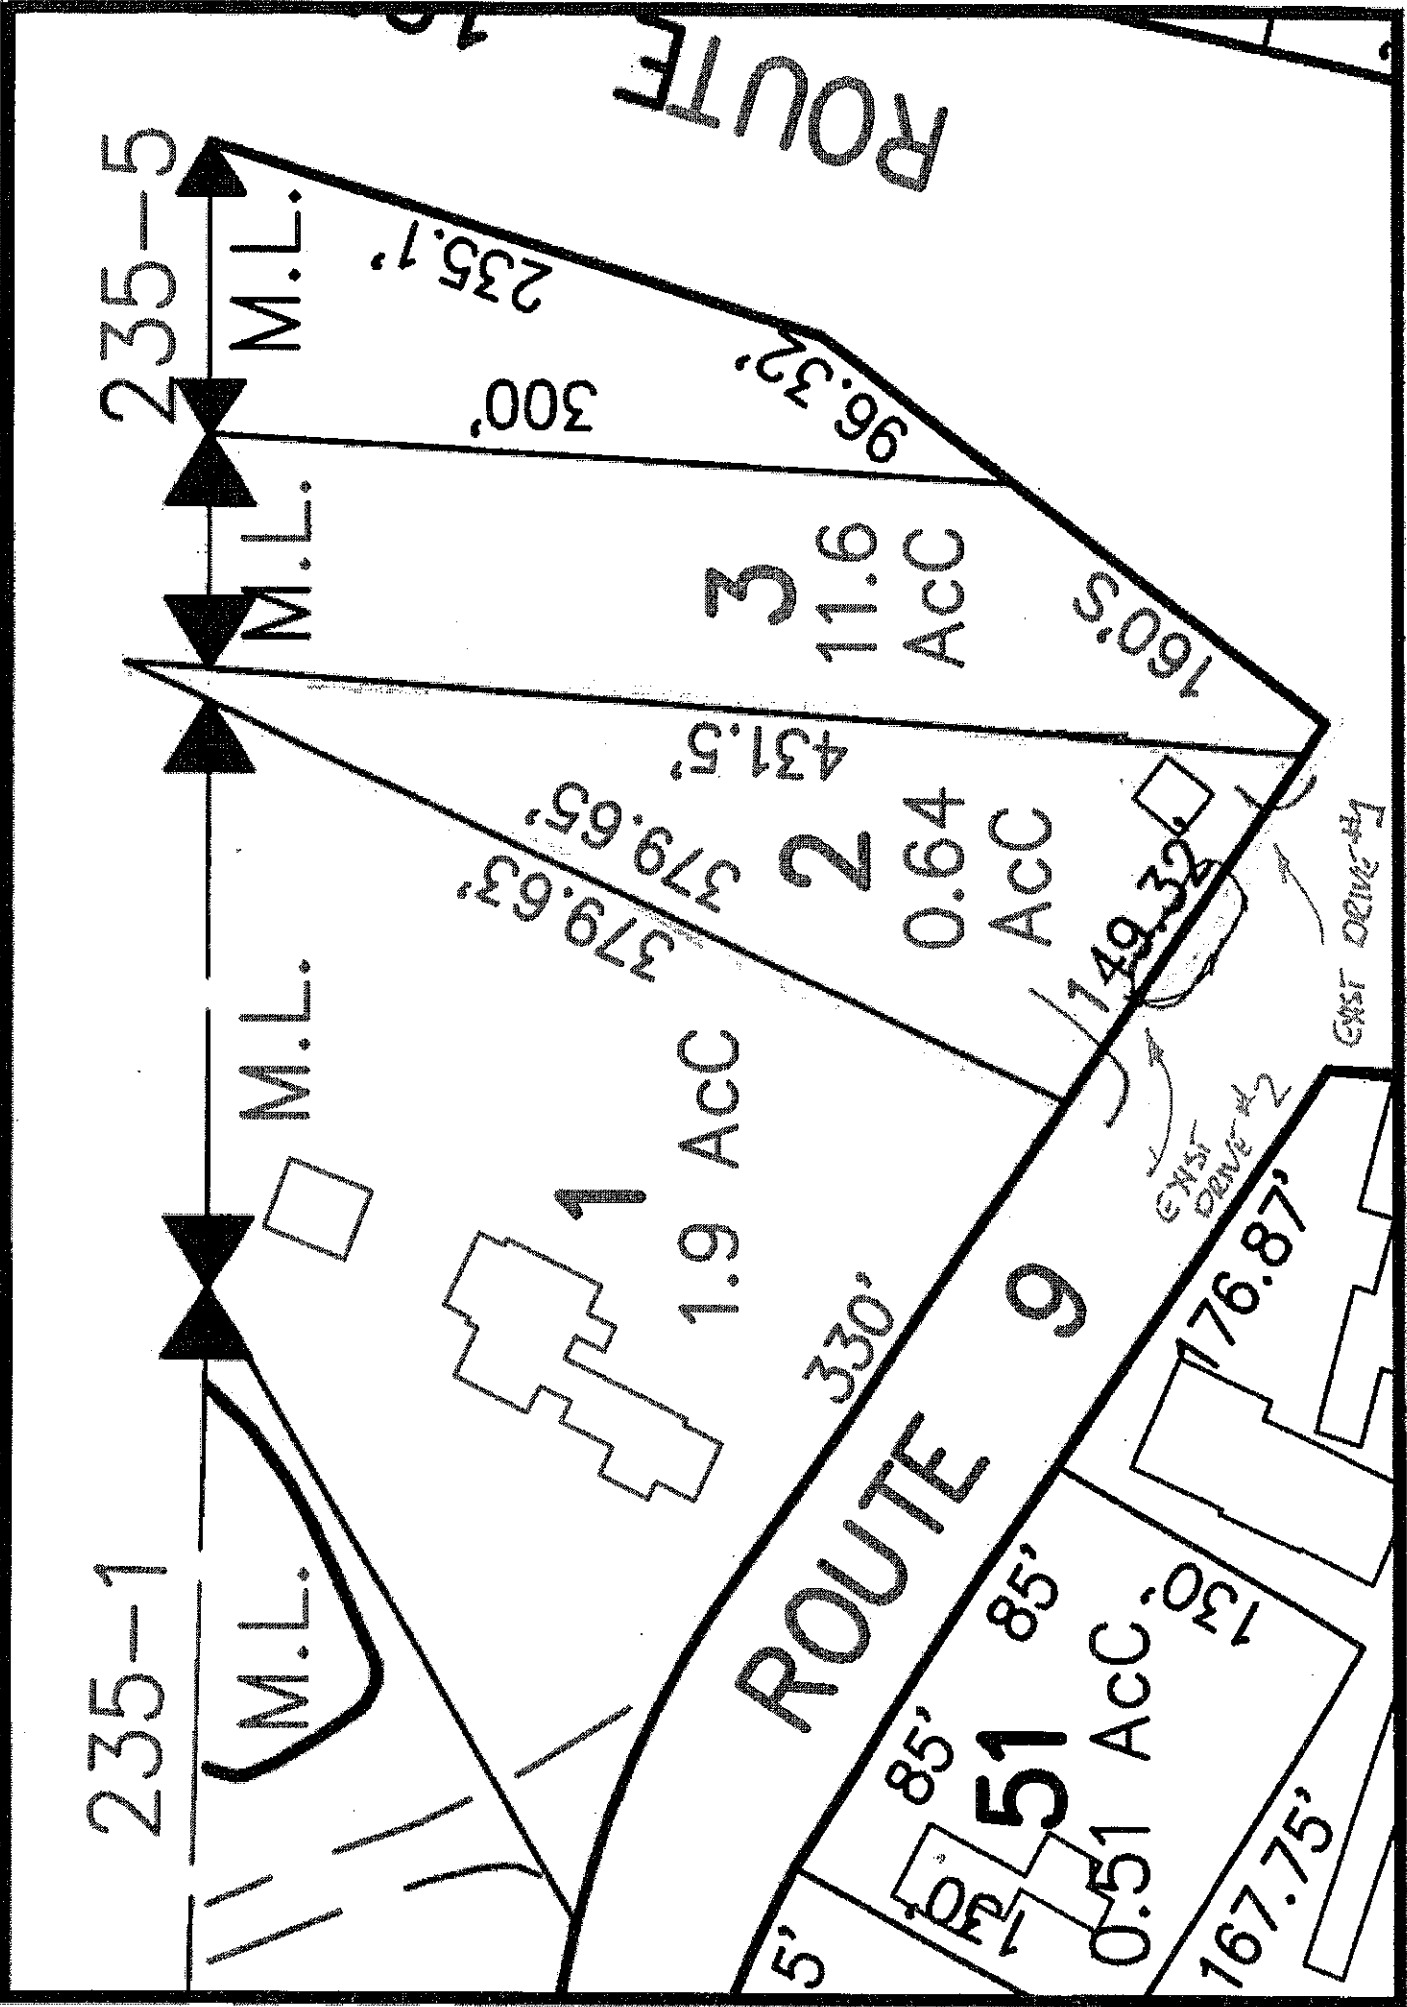 ROUTE
235-5
M.L.
235.1'
300'
96.32'
M.L.
3
11.6
AcC
160'S
431.5'
379.65'
379.63'
2
0.64
AcC
149.32'
EXIST DRIVE #1
EXIST
DRIVE #2
M.L.
1
1.9 AcC
330'
ROUTE 9
176.87'
235-1
M.L.
85'
85'
130'
51
0.51 AcC
130'
167.75'
5'